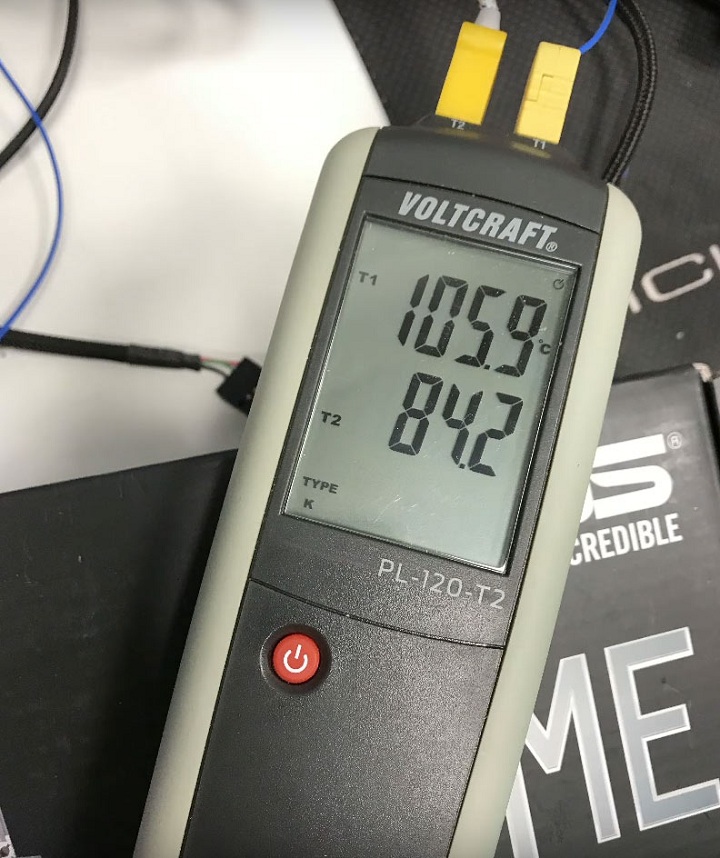 T2
T1
VOLTCRAFT®
T1
105.9
°C
T2
84.2
TYPE
K
PL-120-T2
®
CREDIBLE
ME